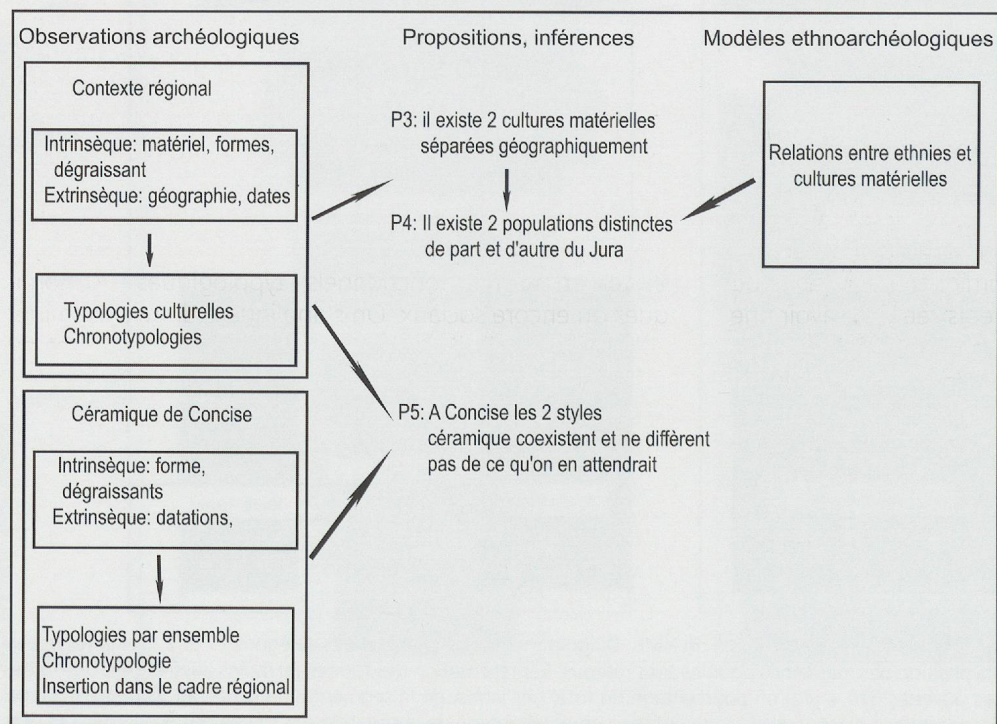 Observations archéologiques
Propositions, inférences
Modèles ethnoarchéologiques
Contexte régional
Intrinsèque: matériel, formes,
dégraissant
Extrinsèque: géographie, dates
Typologies culturelles
Chronotypologies
Céramique de Concise
Intrinsèque: forme,
dégraissants
Extrinsèque: datations,
Typologies par ensemble
Chronotypologie
Insertion dans le cadre régional
P3: il existe 2 cultures matérielles
séparées géographiquement
P4: Il existe 2 populations distinctes
de part et d'autre du Jura
P5: A Concise les 2 styles
céramique coexistent et ne diffèrent
pas de ce qu'on en attendrait
Relations entre ethnies et
cultures matérielles